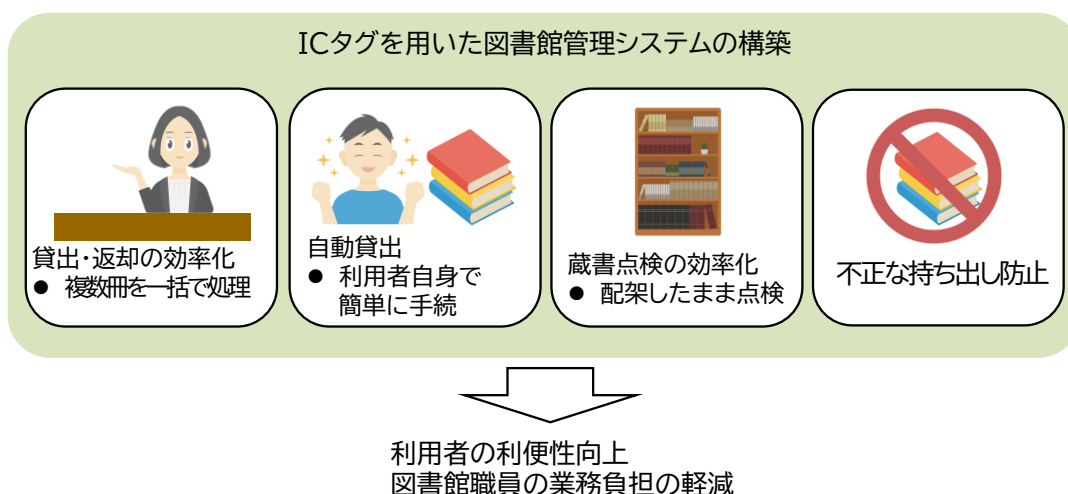 ICタグを用いた図書館管理システムの構築
貸出・返却の効率化
● 複数冊を一括で処理
自動貸出
● 利用者自身で
簡単に手続
蔵書点検の効率化
● 配架したまま点検
不正な持ち出し防止
利用者の利便性向上
図書館職員の業務負担の軽減